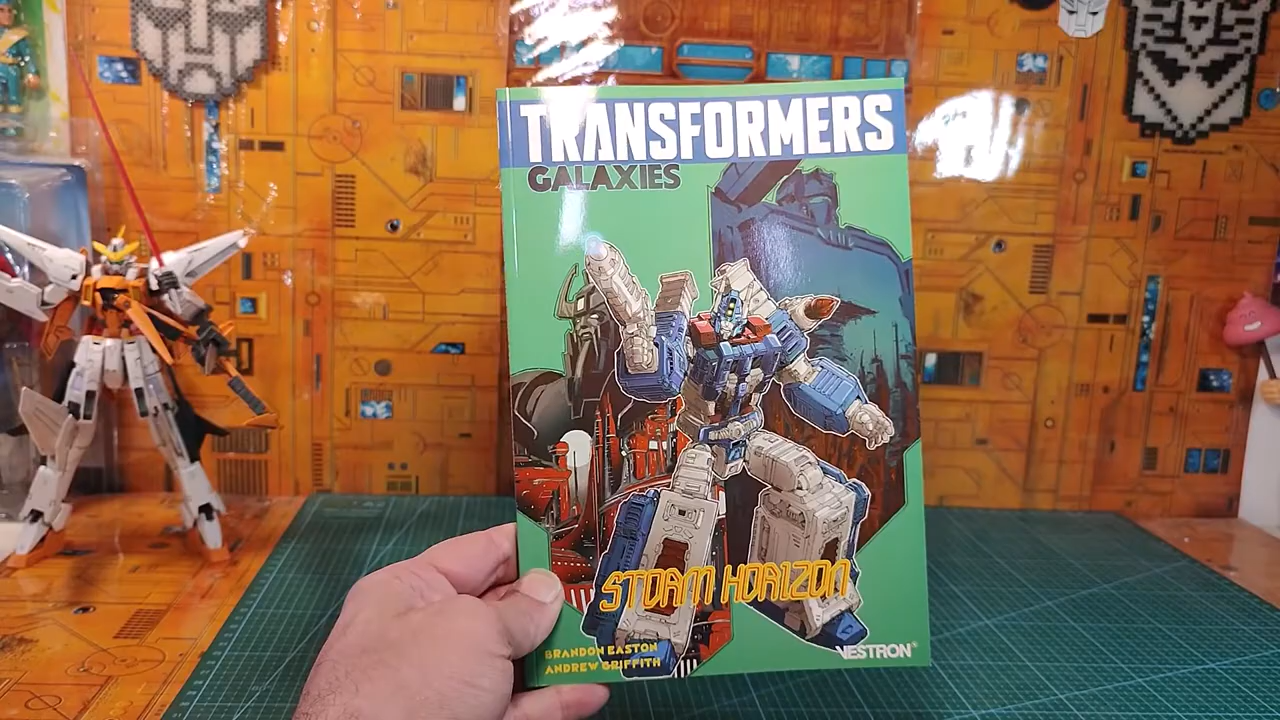 TRANSFORMERS
GALAXIES
STORM HORIZON
BRANDON EASTON
ANDREW GRIFFITH
VESTRON®